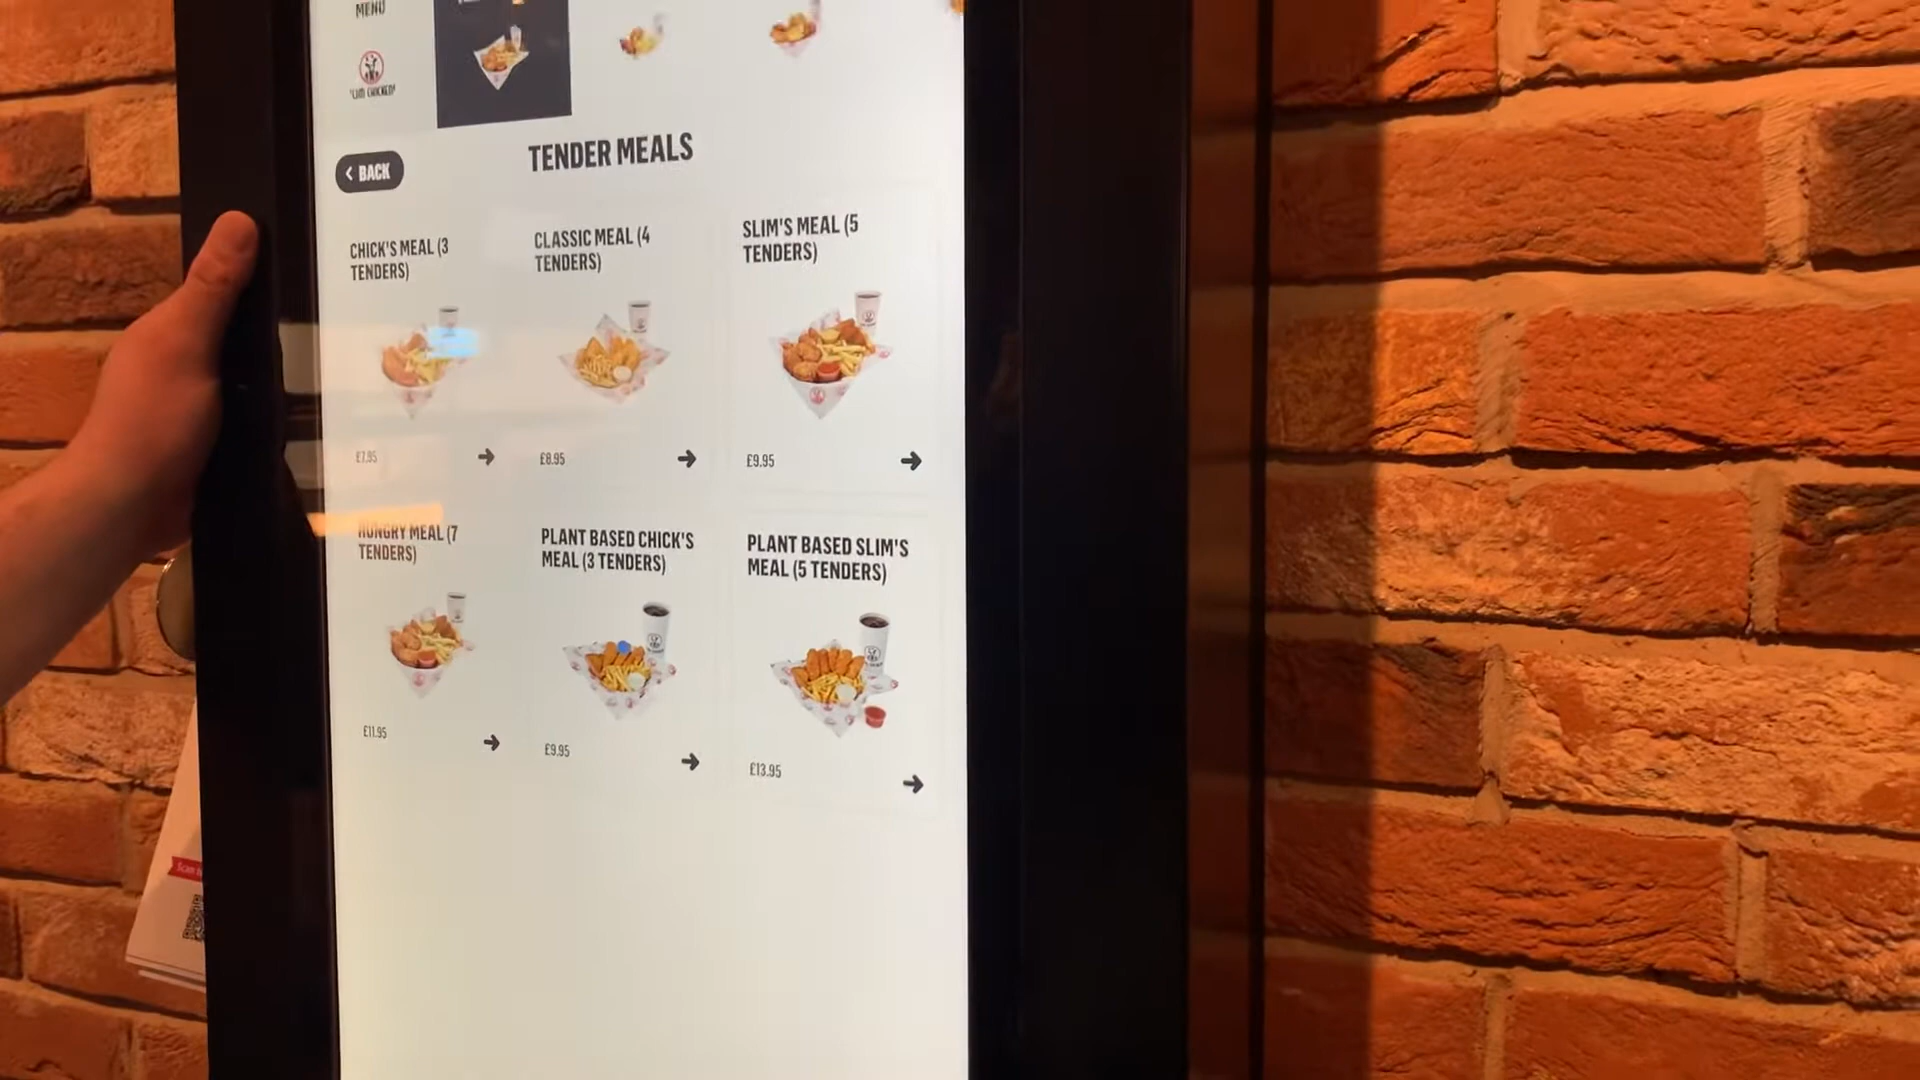 MENU
TENDER MEALS
BACK
CHICK'S MEAL (3
TENDERS)
CLASSIC MEAL (4
TENDERS)
SLIM'S MEAL (5
TENDERS)
£7.95
£8.95
£9.95
HUNGRY MEAL (7
TENDERS)
PLANT BASED CHICK'S
MEAL (3 TENDERS)
PLANT BASED SLIM'S
MEAL (5 TENDERS)
£11.95
£9.95
£13.95
Scan